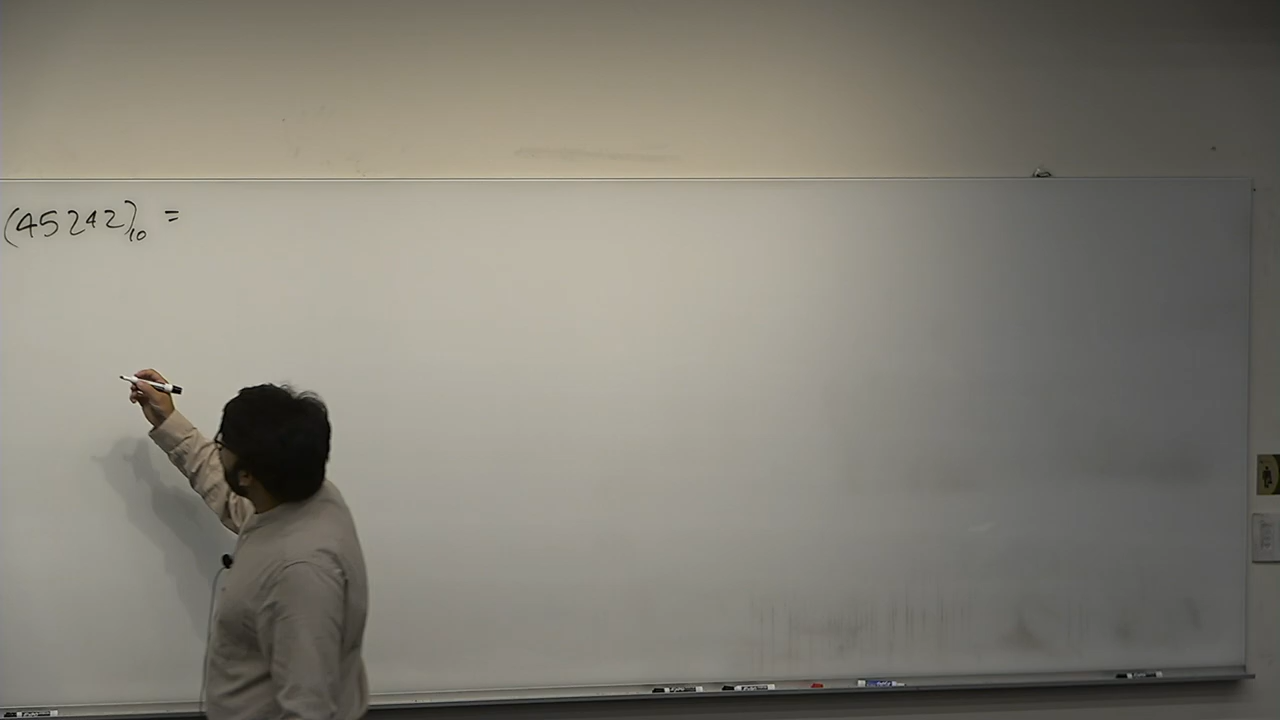 (45242)₁₀ =